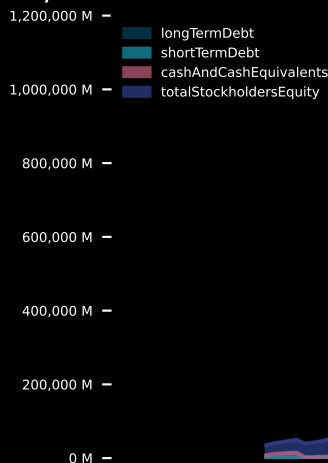 1,200,000 M
longTermDebt
shortTermDebt
1,000,000 M
cashAndCashEquivalents
totalStockholdersEquity
800,000 M
600,000 M
400,000 M
200,000 M
0 M